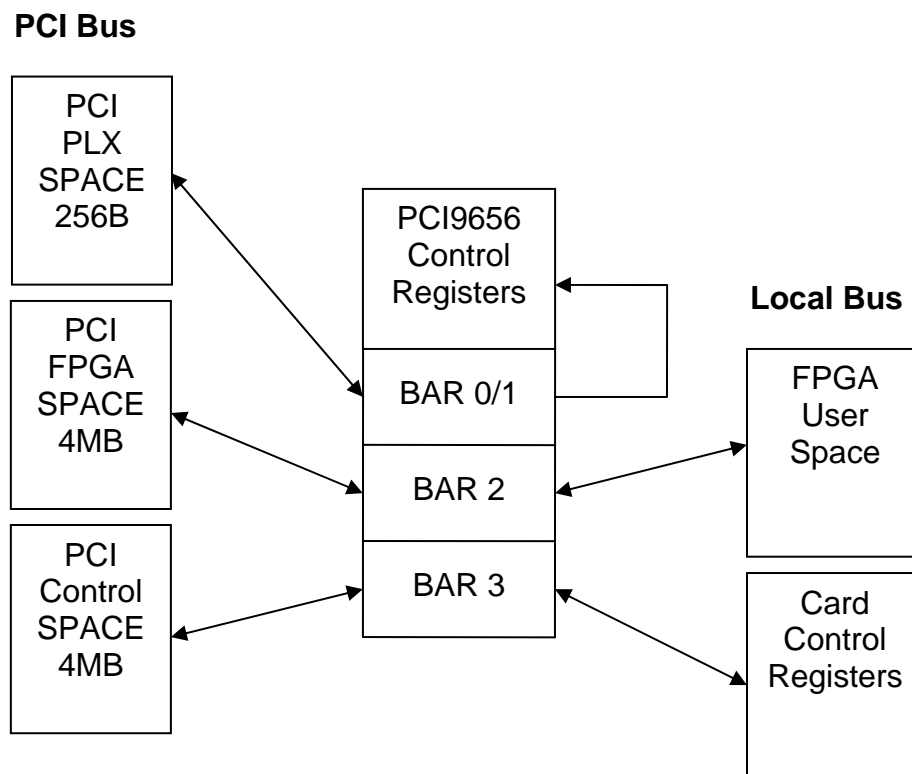 PCI Bus
PCI
PLX
SPACE
256B
PCI
FPGA
SPACE
4MB
PCI
Control
SPACE
4MB
PCI9656
Control
Registers
BAR 0/1
BAR 2
BAR 3
Local Bus
FPGA
User
Space
Card
Control
Registers